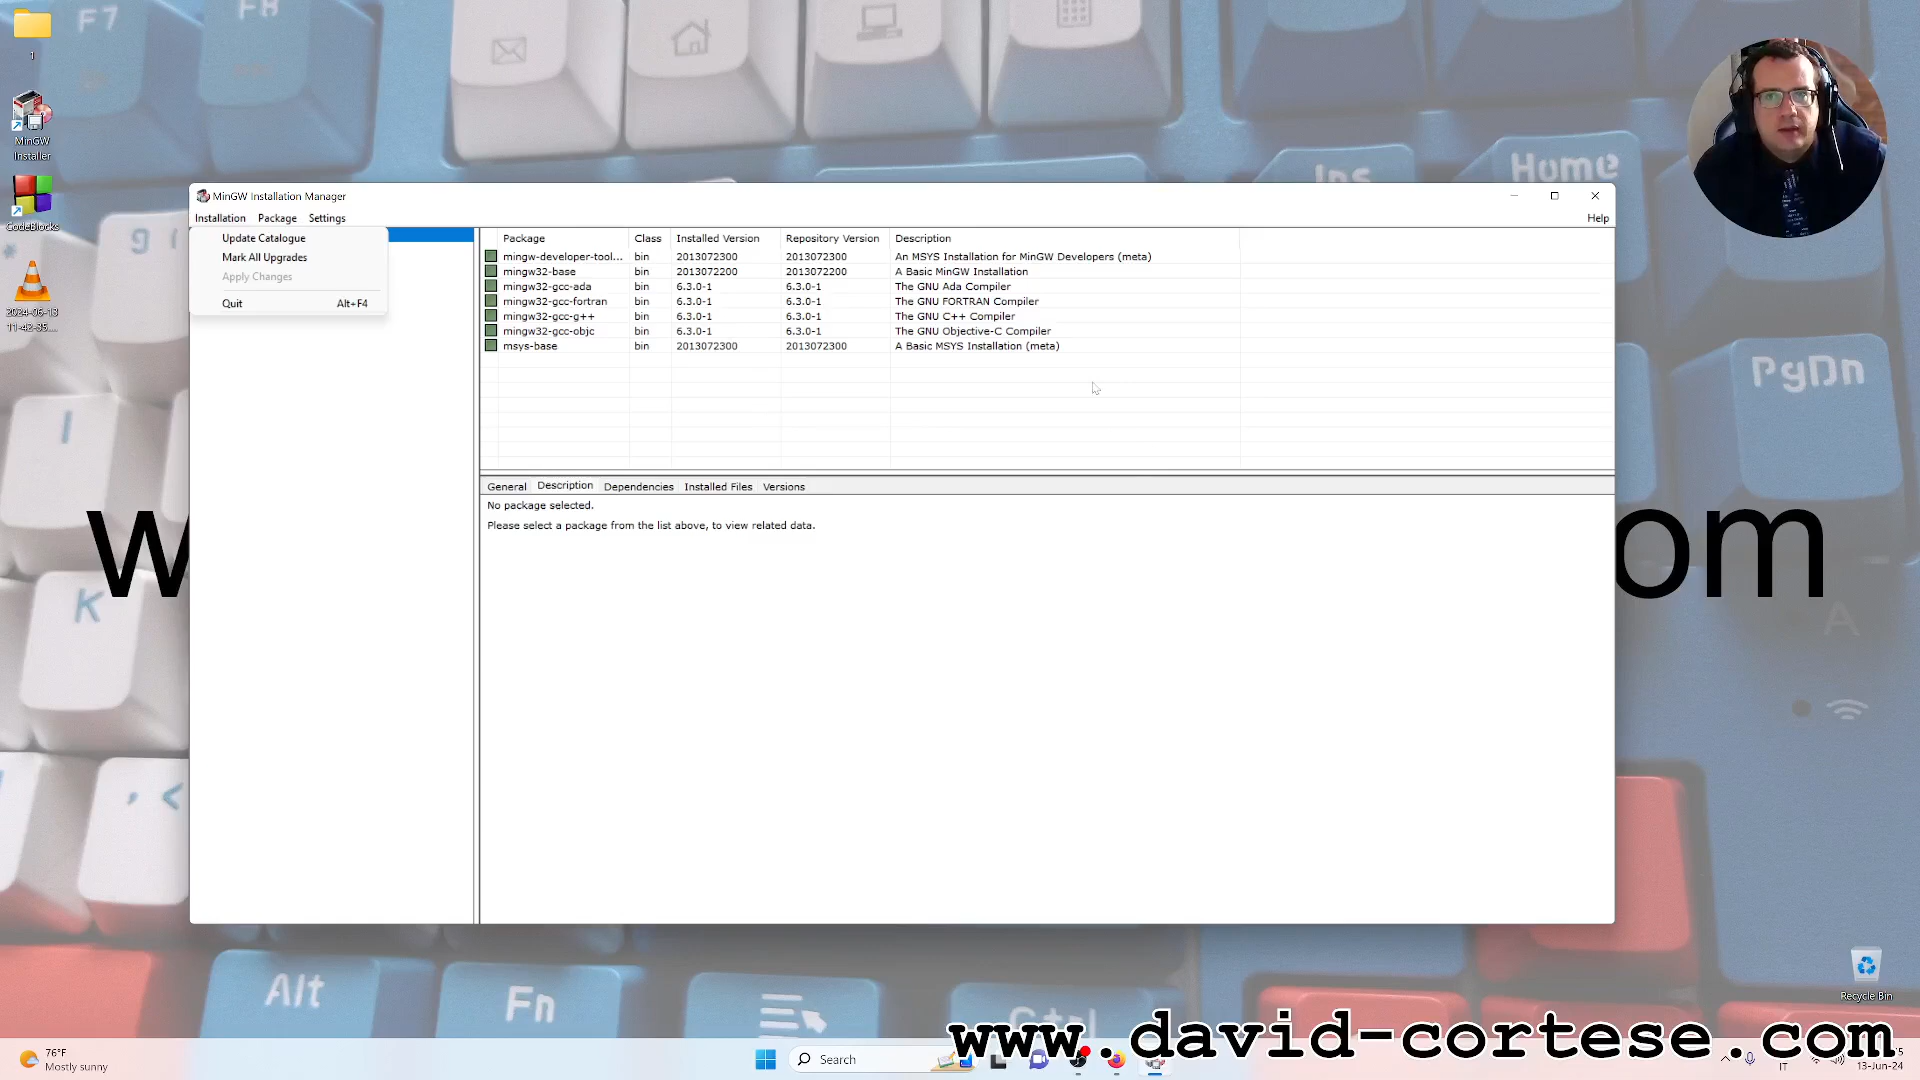 F7
F8
Ins
Home
PgDn
K
Alt
Fn
Ctrl
A
1
MinGW
Installer
CodeBlocks
2024-06-13
11-42-35....
MinGW Installation Manager
Installation Package Settings
Help
Update Catalogue
Mark All Upgrades
Apply Changes
Quit Alt+F4
Package Class Installed Version Repository Version Description
mingw-developer-tool... bin 2013072300 2013072300 An MSYS Installation for MinGW Developers (meta)
mingw32-base bin 2013072200 2013072200 A Basic MinGW Installation
mingw32-gcc-ada bin 6.3.0-1 6.3.0-1 The GNU Ada Compiler
mingw32-gcc-fortran bin 6.3.0-1 6.3.0-1 The GNU FORTRAN Compiler
mingw32-gcc-g++ bin 6.3.0-1 6.3.0-1 The GNU C++ Compiler
mingw32-gcc-objc bin 6.3.0-1 6.3.0-1 The GNU Objective-C Compiler
msys-base bin 2013072300 2013072300 A Basic MSYS Installation (meta)
General Description Dependencies Installed Files Versions
No package selected.
Please select a package from the list above, to view related data.
w om
Recycle Bin
www.david-cortese.com
76°F
Mostly sunny
Search
IT
13-Jun-24